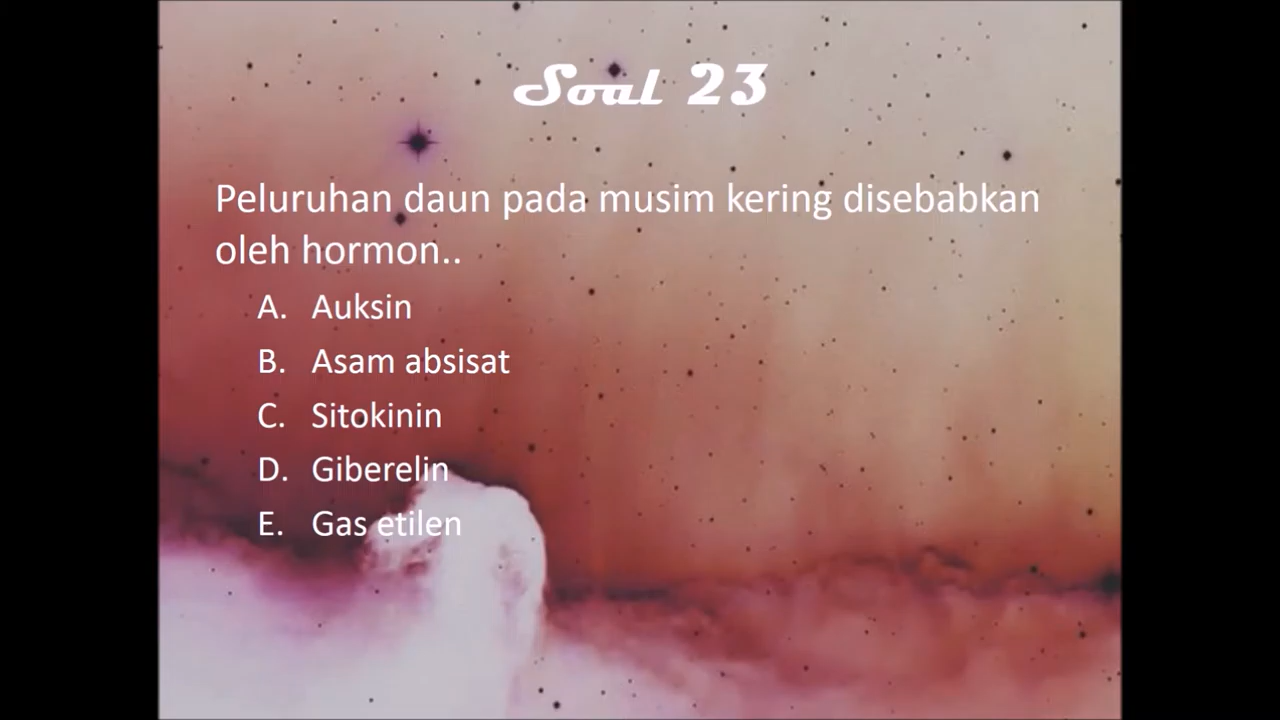 Soal 23
Peluruhan daun pada musim kering disebabkan
oleh hormon..
A. Auksin
B. Asam absisat
C. Sitokinin
D. Giberelin
E. Gas etilen